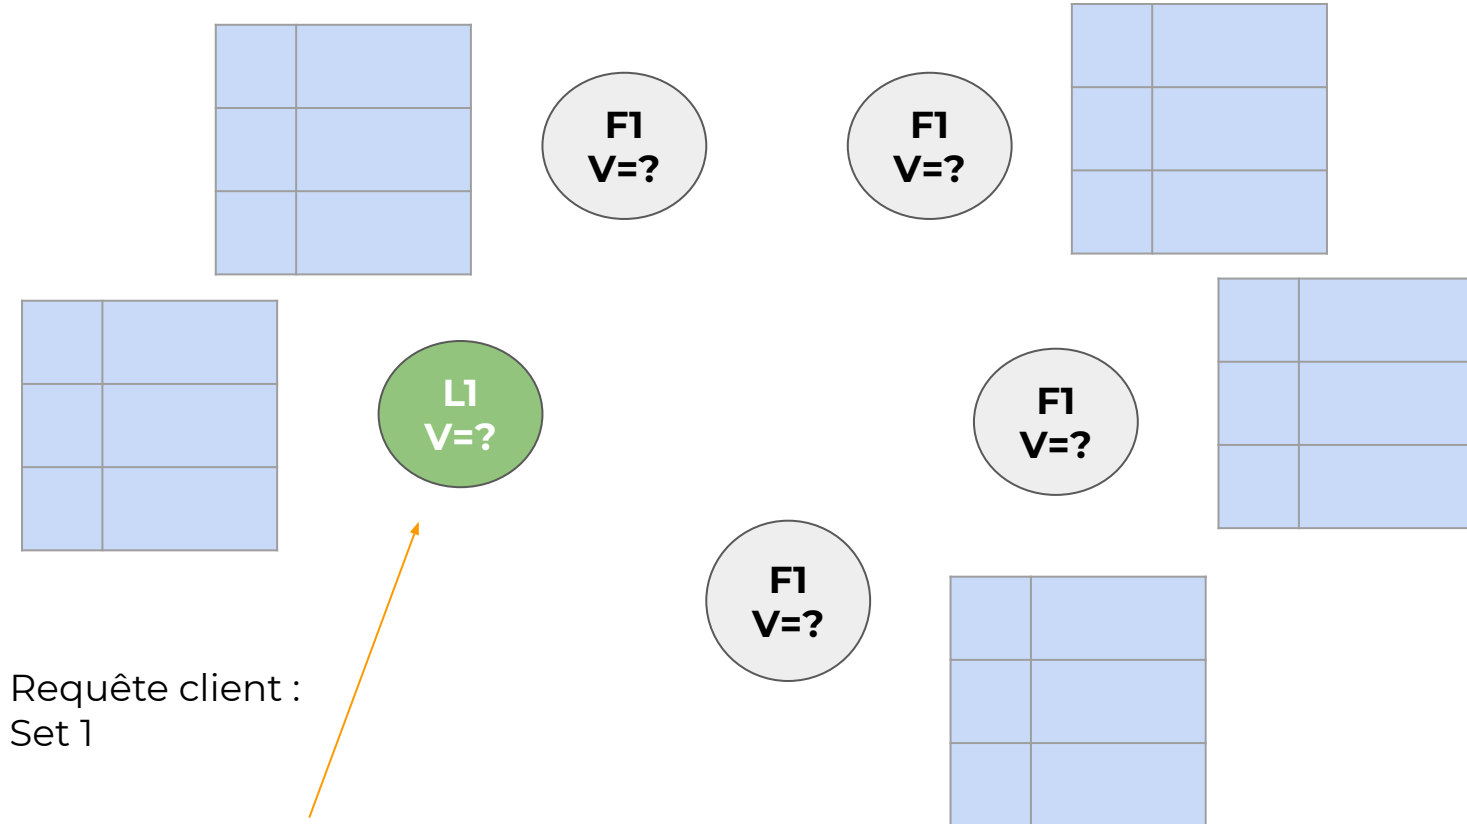 F1
V=?
F1
V=?
L1
V=?
F1
V=?
F1
V=?
Requête client :
Set 1